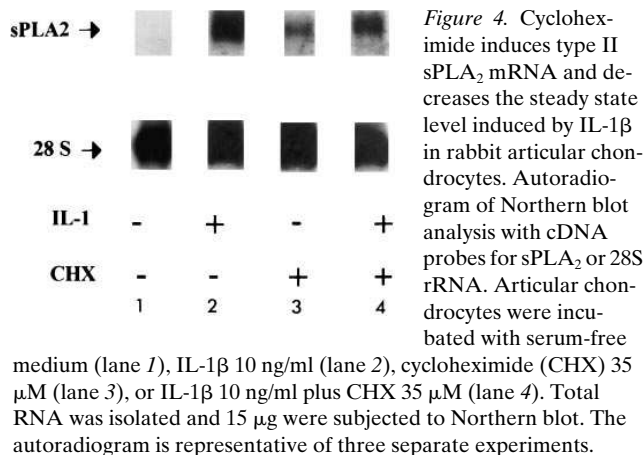 sPLA2 →
28 S →
IL-1 - + - +
CHX - - + +
1 2 3 4
Figure 4. Cyclohex-
imide induces type II
sPLA₂ mRNA and de-
creases the steady state
level induced by IL-1β
in rabbit articular chon-
drocytes. Autoradio-
gram of Northern blot
analysis with cDNA
probes for sPLA₂ or 28S
rRNA. Articular chon-
drocytes were incu-
bated with serum-free
medium (lane 1), IL-1β 10 ng/ml (lane 2), cycloheximide (CHX) 35
μM (lane 3), or IL-1β 10 ng/ml plus CHX 35 μM (lane 4). Total
RNA was isolated and 15 μg were subjected to Northern blot. The
autoradiogram is representative of three separate experiments.